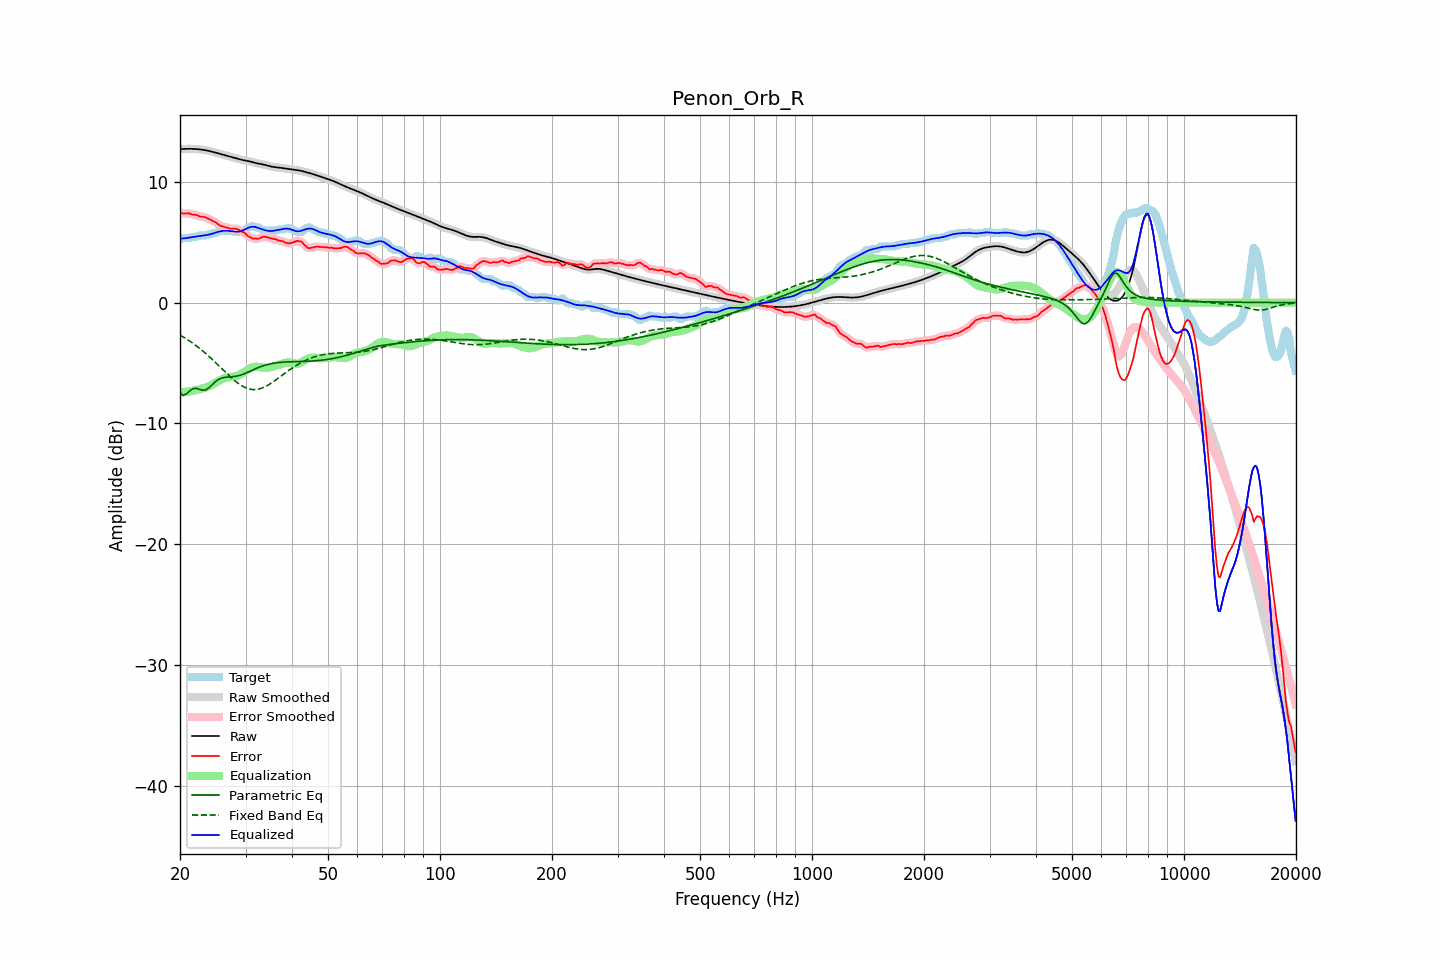 Penon_Orb_R
Amplitude (dBr)
10
0
−10
−20
−30
−40
Target
Raw Smoothed
Error Smoothed
Raw
Error
Equalization
Parametric Eq
Fixed Band Eq
Equalized
20 50 100 200 500 1000 2000 5000 10000 20000
Frequency (Hz)